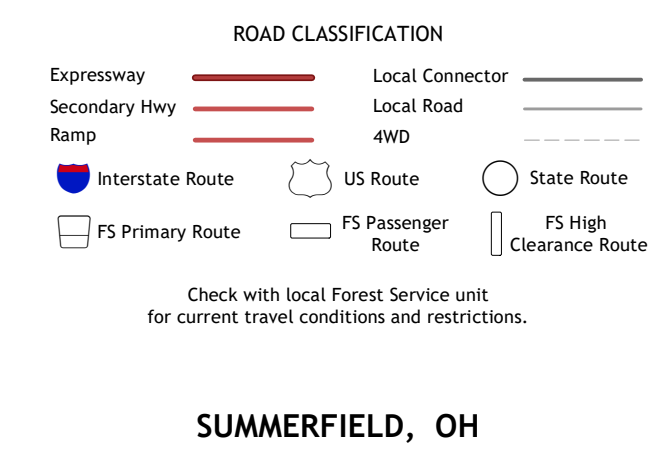 ROAD CLASSIFICATION
Expressway
Local Connector
Secondary Hwy
Local Road
Ramp
4WD
Interstate Route
US Route
State Route
FS Primary Route
FS Passenger
Route
FS High
Clearance Route
Check with local Forest Service unit
for current travel conditions and restrictions.
SUMMERFIELD, OH